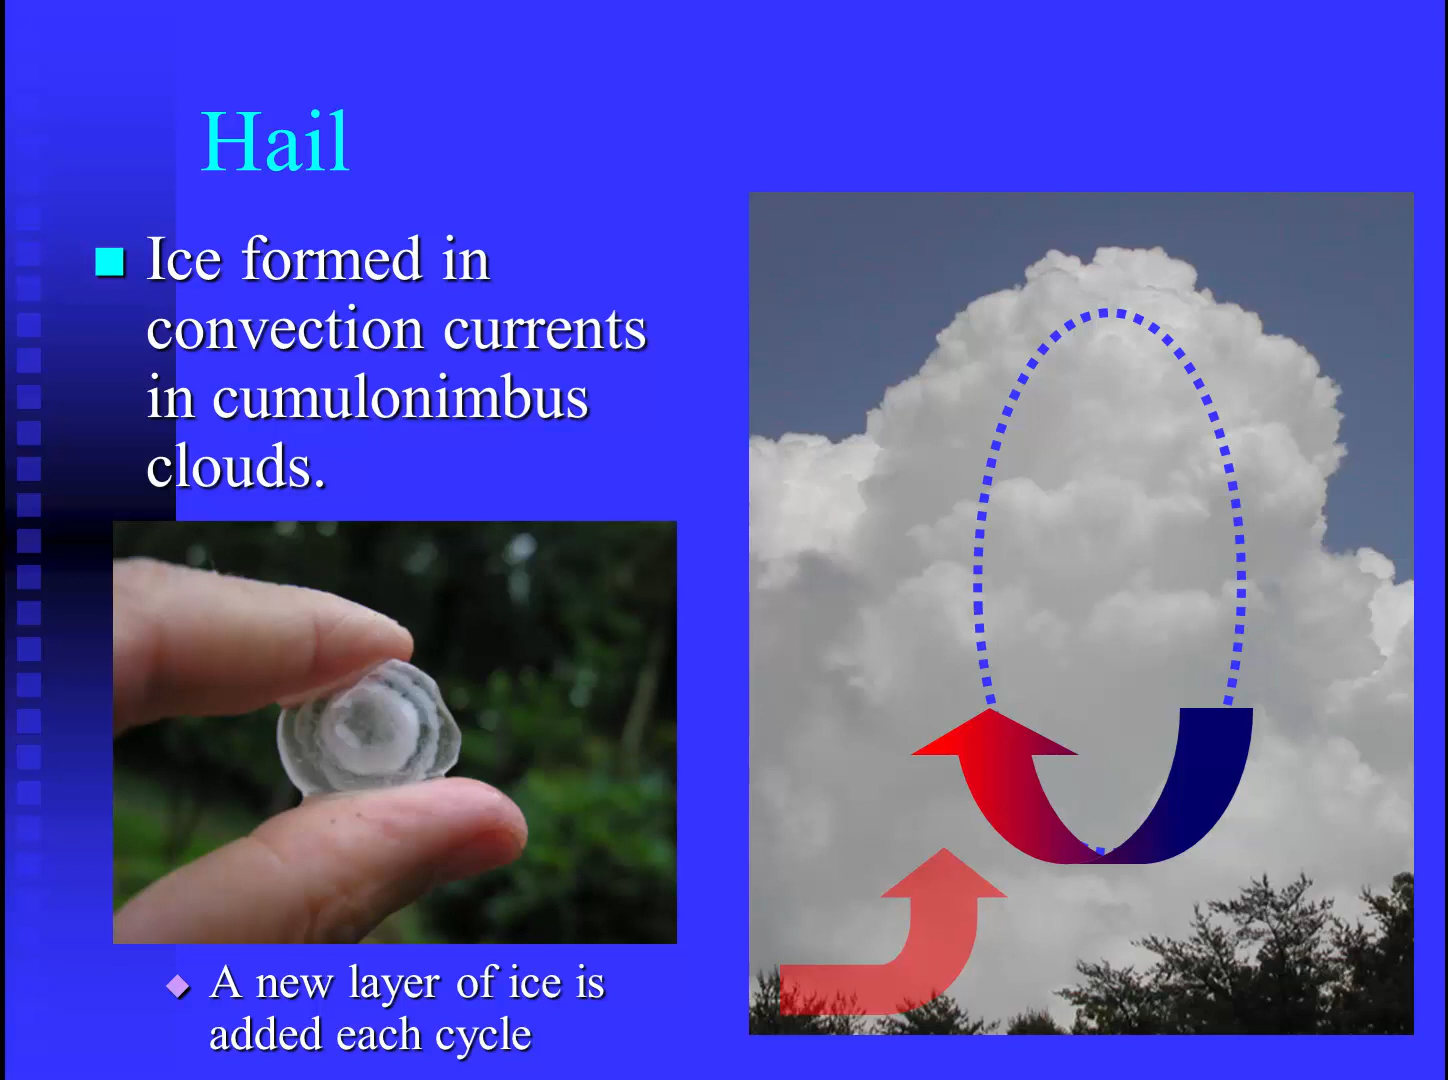 Hail
Ice formed in
convection currents
in cumulonimbus
clouds.
A new layer of ice is
added each cycle